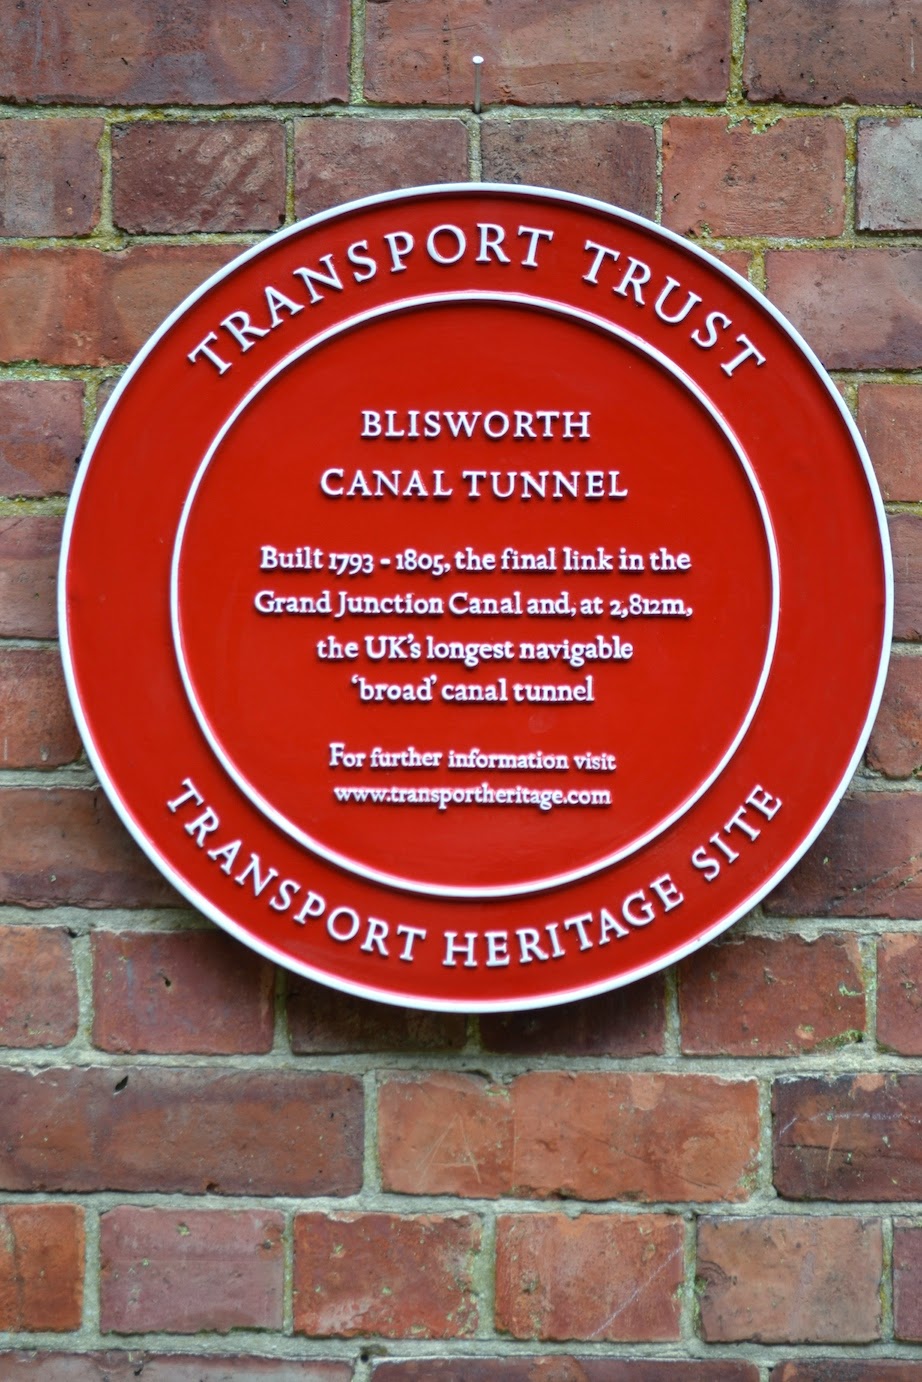 TRANSPORT TRUST
BLISWORTH
CANAL TUNNEL
Built 1793 - 1805, the final link in the
Grand Junction Canal and, at 2,812m,
the UK's longest navigable
'broad' canal tunnel
For further information visit
www.transportheritage.com
TRANSPORT HERITAGE SITE